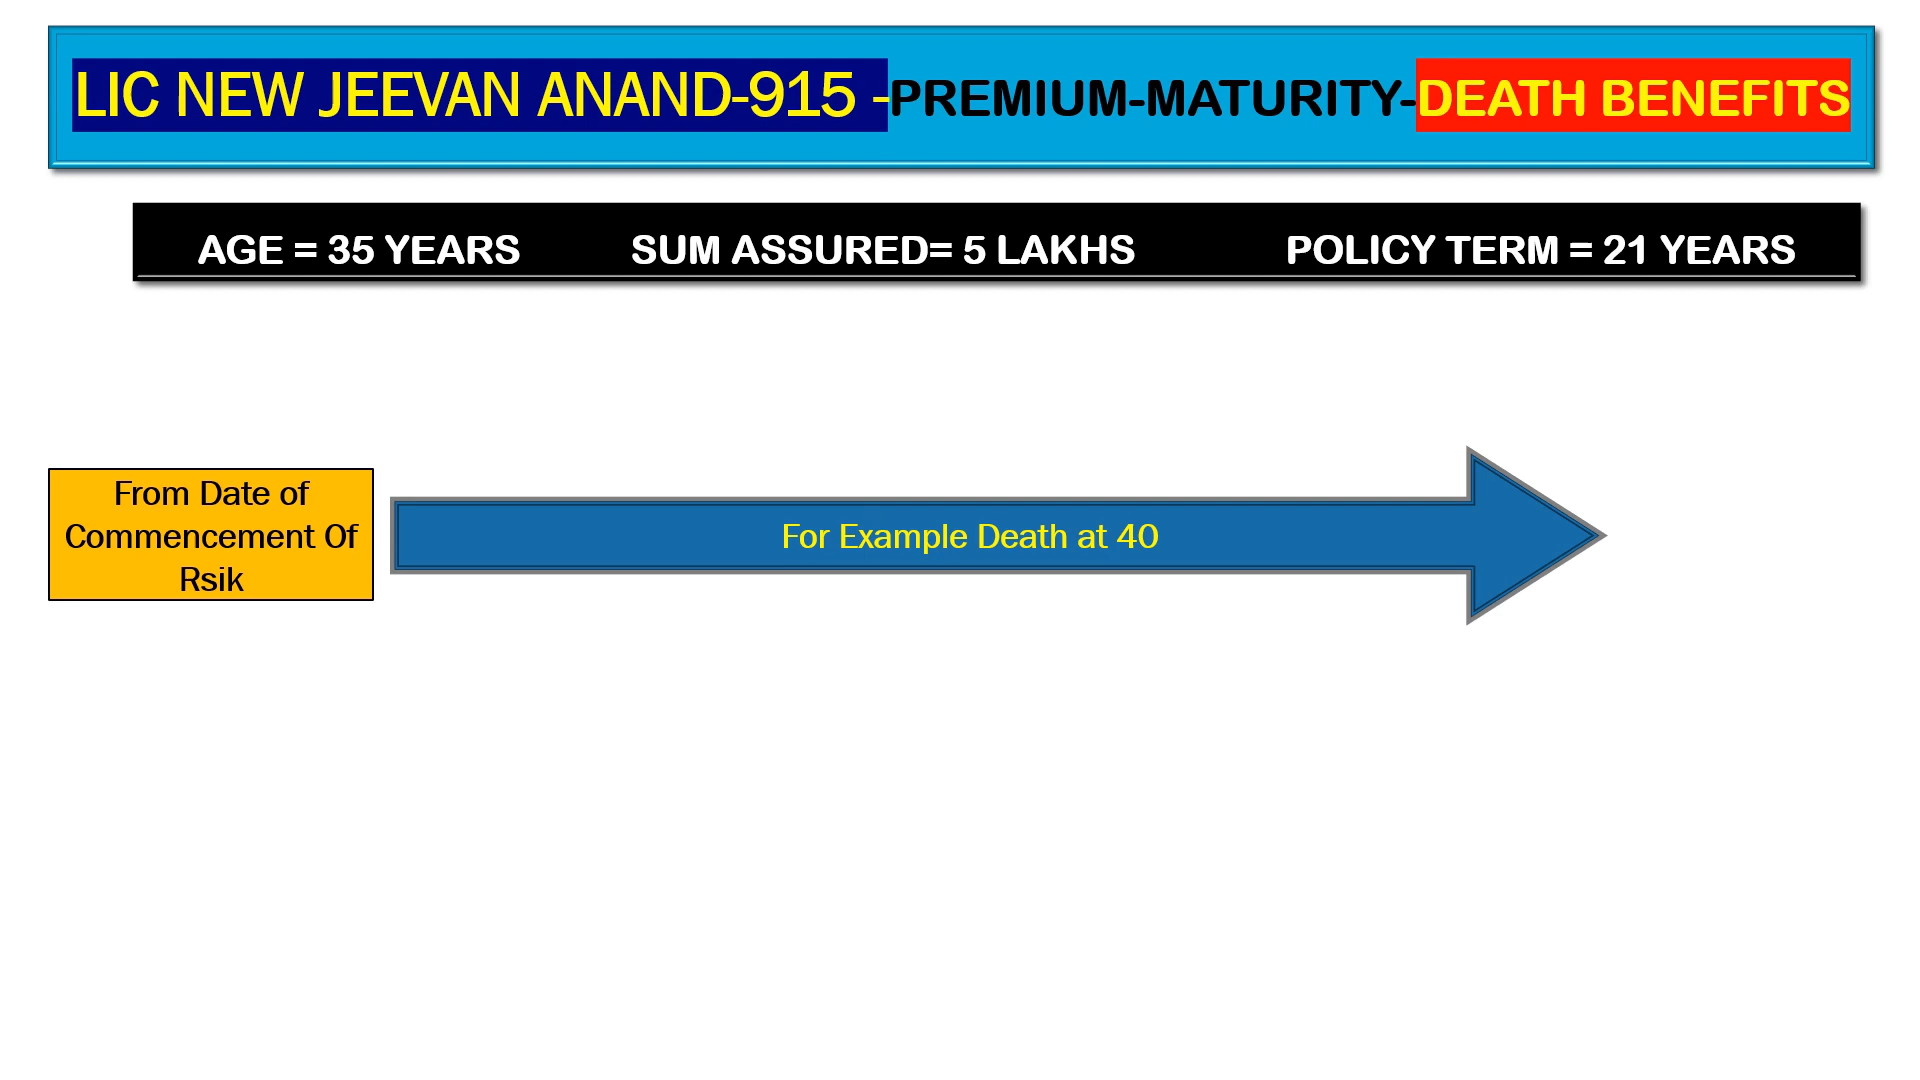 LIC NEW JEEVAN ANAND-915 -PREMIUM-MATURITY-DEATH BENEFITS
AGE = 35 YEARS SUM ASSURED= 5 LAKHS POLICY TERM = 21 YEARS
From Date of
Commencement Of
Rsik
For Example Death at 40